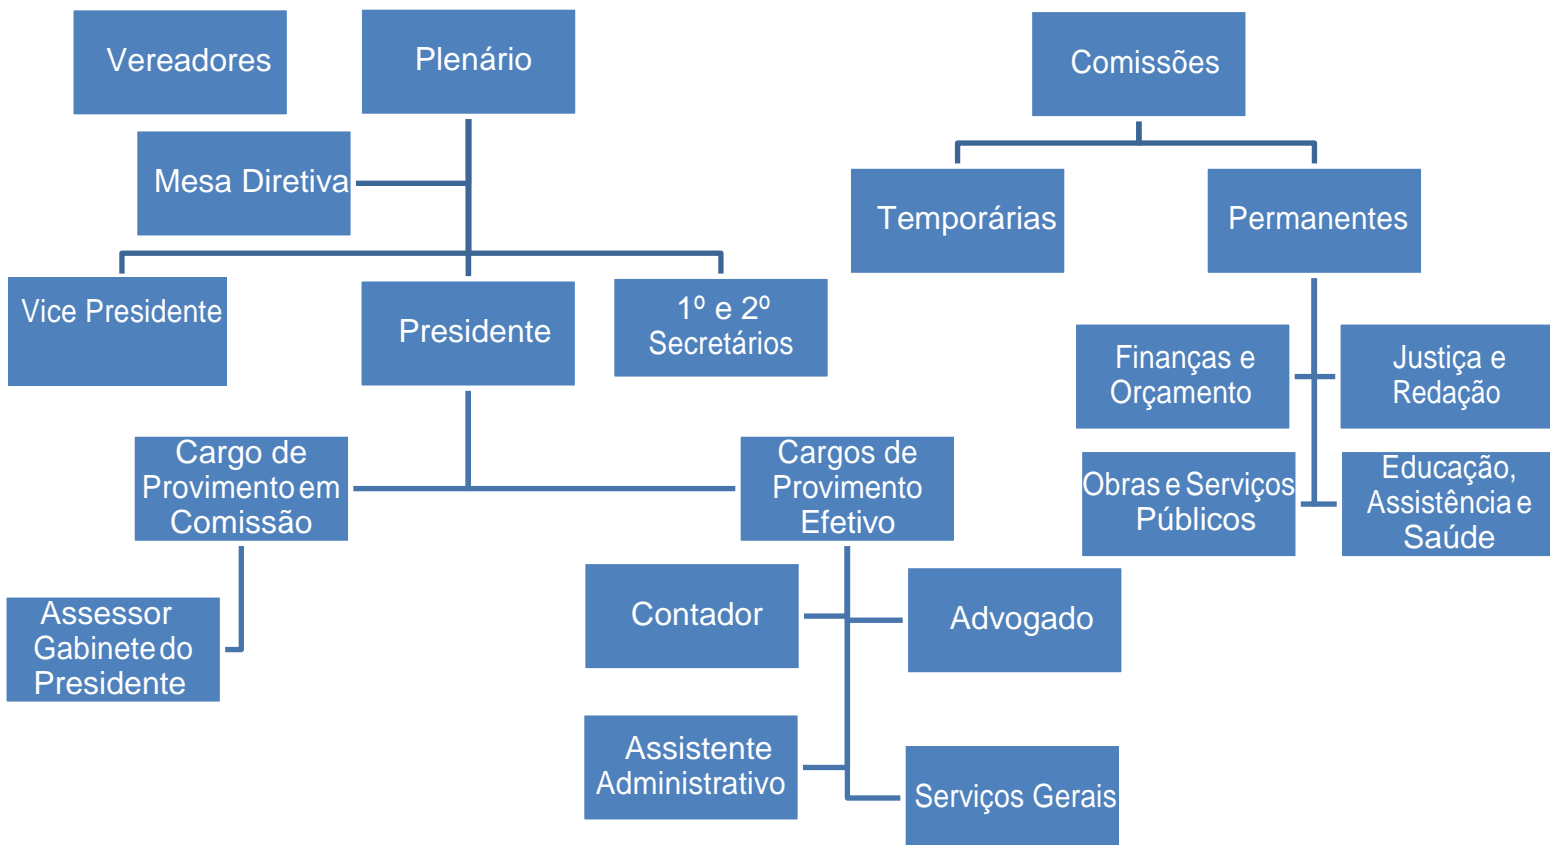 Vereadores
Plenário
Comissões
Mesa Diretiva
Temporárias
Permanentes
Vice Presidente
Presidente
1º e 2º
Secretários
Finanças e
Orçamento
Justiça e
Redação
Cargo de
Provimento em
Comissão
Cargos de
Provimento
Efetivo
Obras e Serviços
Públicos
Educação,
Assistência e
Saúde
Assessor
Gabinete do
Presidente
Contador
Advogado
Assistente
Administrativo
Serviços Gerais